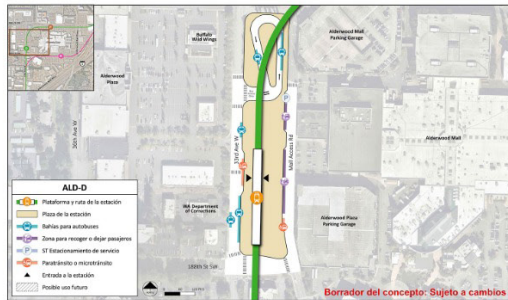 Buffalo
Wild Wings
Alderwood Mall
Parking Garage
Alderwood
Plaza
36th Ave W
33rd Ave W
Mall Access Rd
Alderwood Mall
WA Department
of Corrections
Alderwood Plaza
Parking Garage
188th St SW
ALD-D
Plataforma y ruta de la estación
Plaza de la estación
Bahías para autobuses
Zona para recoger o dejar pasajeros
P ST Estacionamiento de servicio
Paratránsito o microtránsito
Entrada a la estación
Posible uso futuro
Borrador del concepto: Sujeto a cambios